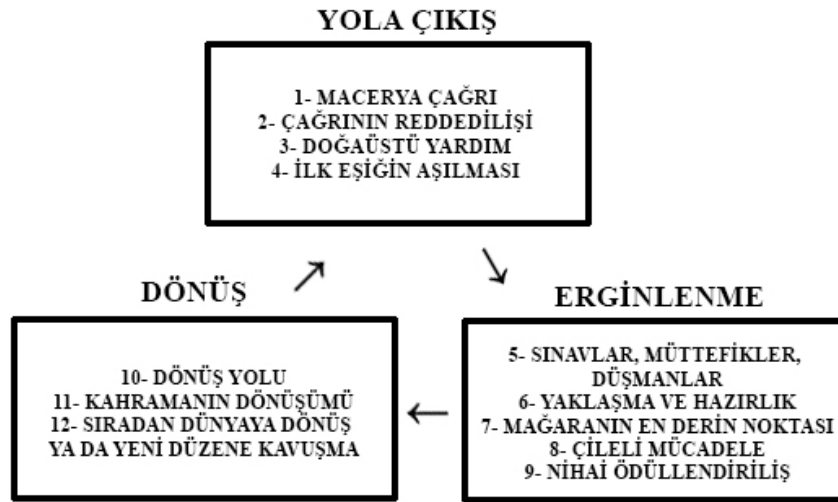 YOLA ÇIKIŞ
1- MACERYA ÇAĞRI
2- ÇAĞRININ REDDEDİLİŞİ
3- DOĞAÜSTÜ YARDIM
4- İLK EŞİĞİN AŞILMASI
DÖNÜŞ
10- DÖNÜŞ YOLU
11- KAHRAMANIN DÖNÜŞÜMÜ
12- SIRADAN DÜNYAYA DÖNÜŞ
YA DA YENİ DÜZENE KAVUŞMA
ERGİNLENME
5- SINAVLAR, MÜTTEFİKLER,
DÜŞMANLAR
6- YAKLAŞMA VE HAZIRLIK
7- MAĞARANIN EN DERİN NOKTASI
8- ÇİLELİ MÜCADELE
9- NİHAİ ÖDÜLLENDİRİLİŞ